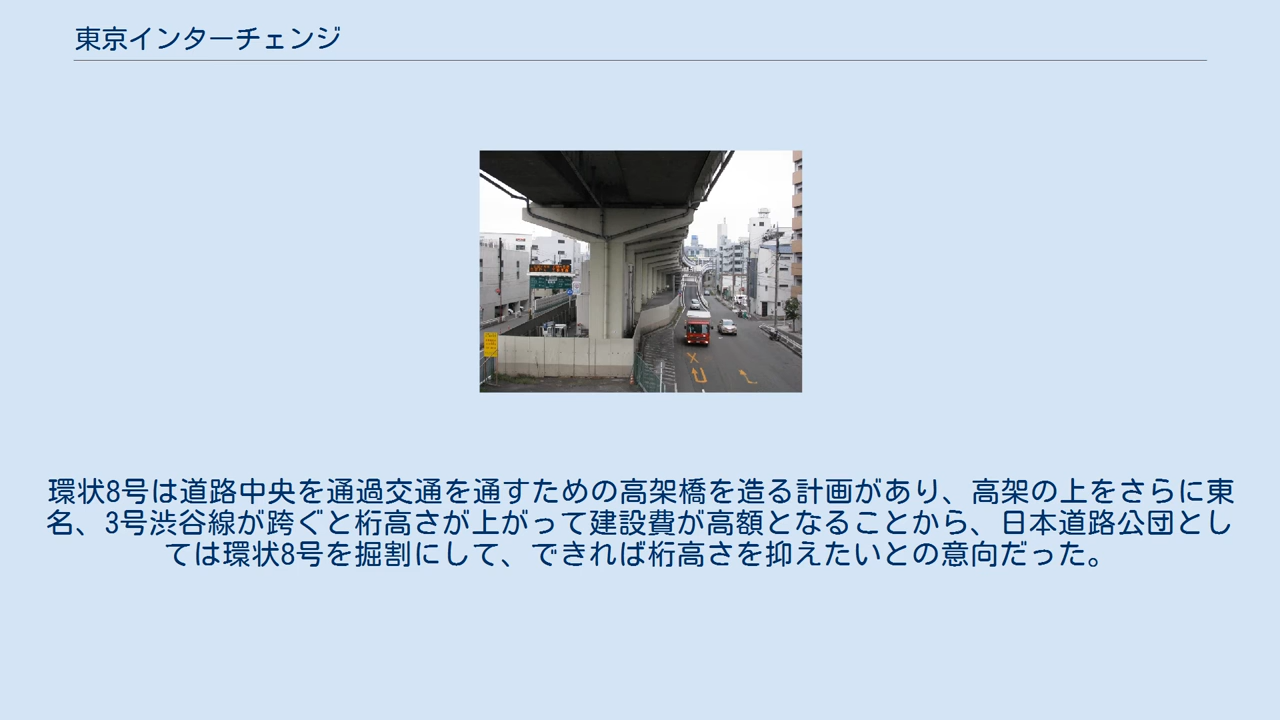 東京インターチェンジ
環状8号は道路中央を通過交通を通すための高架橋を造る計画があり、高架の上をさらに東
名、3号渋谷線が跨ぐと桁高さが上がって建設費が高額となることから、日本道路公団とし
ては環状8号を掘割にして、できれば桁高さを抑えたいとの意向だった。